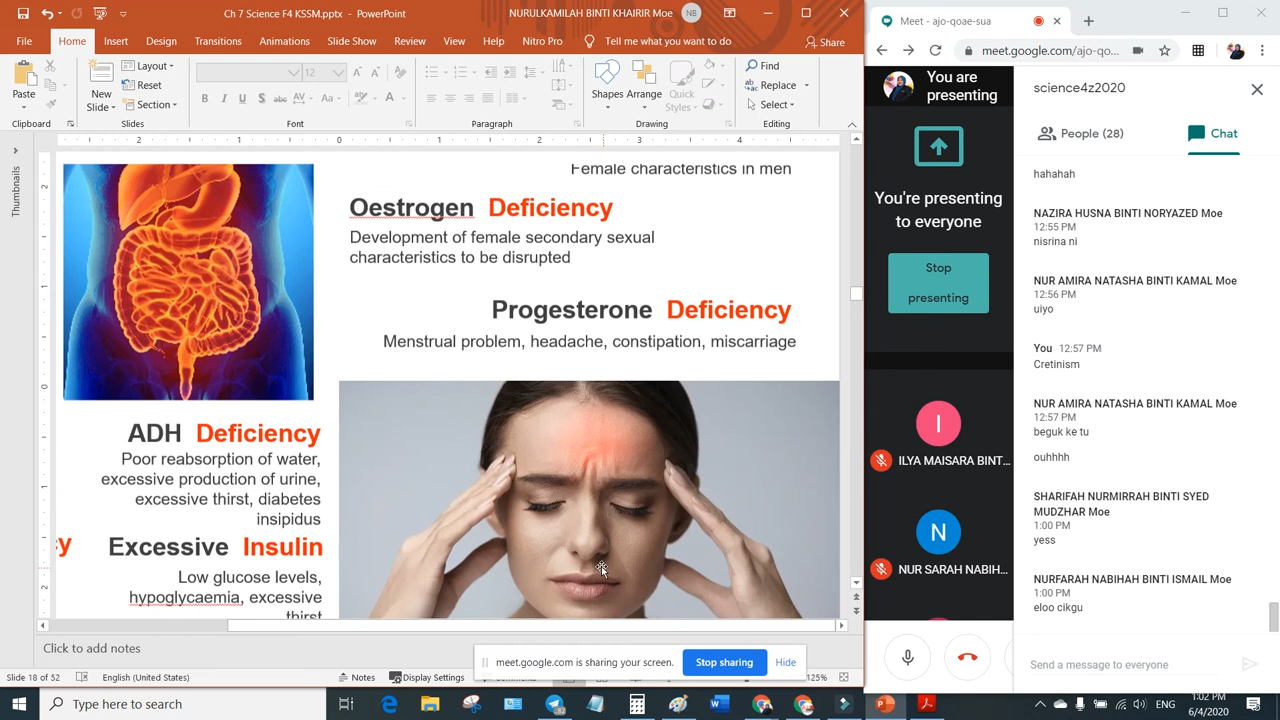 Ch 7 Science F4 KSSM.pptx - PowerPoint
NURULKAMILAH BINTI KHAIRIR Moe
NB
File
Home
Insert
Design
Transitions
Animations
Slide Show
Review
View
Help
Nitro Pro
Tell me what you want to do
Share
Paste
New
Slide
Layout
Reset
Section
12
Shapes
Arrange
Quick
Styles
Find
Replace
Select
Clipboard
Slides
Font
Paragraph
Drawing
Editing
Thumbnails
Female characteristics in men
Oestrogen Deficiency
Development of female secondary sexual
characteristics to be disrupted
Progesterone Deficiency
Menstrual problem, headache, constipation, miscarriage
ADH Deficiency
Poor reabsorption of water,
excessive production of urine,
excessive thirst, diabetes
insipidus
cy
Excessive Insulin
Low glucose levels,
hypoglycaemia, excessive
thirst
Click to add notes
meet.google.com is sharing your screen.
Stop sharing
Hide
Slide 18 of 52
English (United States)
Notes
Display Settings
125%
Type here to search
Meet - ajo-qoae-sua
meet.google.com/ajo-qo...
You are
presenting
You're presenting
to everyone
Stop
presenting
ILYA MAISARA BINT...
NUR SARAH NABIH...
science4z2020
People (28)
Chat
hahahah
NAZIRA HUSNA BINTI NORYAZED Moe
12:55 PM
nisrina ni
NUR AMIRA NATASHA BINTI KAMAL Moe
12:56 PM
uiyo
You 12:57 PM
Cretinism
NUR AMIRA NATASHA BINTI KAMAL Moe
12:57 PM
beguk ke tu
ouhhhh
SHARIFAH NURMIRRAH BINTI SYED
MUDZHAR Moe
1:00 PM
yess
NURFARAH NABIHAH BINTI ISMAIL Moe
1:00 PM
eloo cikgu
Send a message to everyone
ENG
1:02 PM
6/4/2020